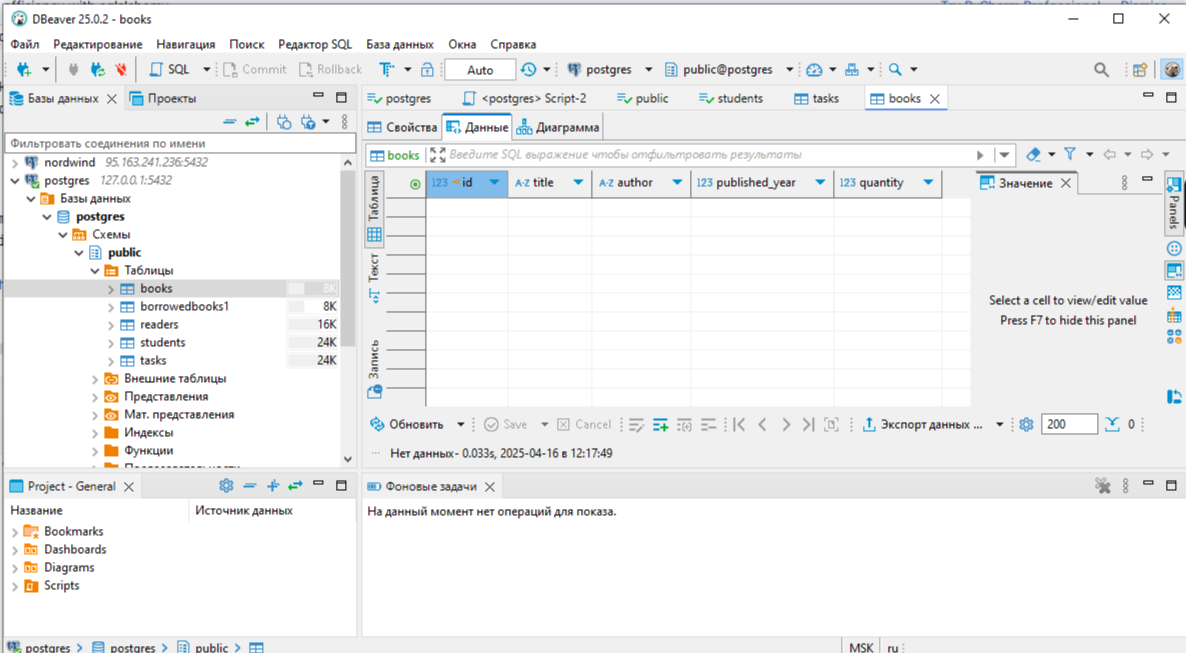 DBeaver 25.0.2 - books
Файл Редактирование Навигация Поиск Редактор SQL База данных Окна Справка
SQL Commit Rollback Auto postgres public@postgres
Базы данных Проекты
postgres <postgres> Script-2 public students tasks books
Свойства Данные Диаграмма
Фильтровать соединения по имени
books Введите SQL выражение чтобы отфильтровать результаты
nordwind 95.163.241.236:5432
postgres 127.0.0.1:5432
Базы данных
postgres
Схемы
public
Таблицы
books 8K
borrowedbooks1 8K
readers 16K
students 24K
tasks 24K
Внешние таблицы
Представления
Мат. представления
Индексы
Функции
Таблица
Текст
Запись
123 id A-Z title A-Z author 123 published_year 123 quantity
Значение
Panels
Select a cell to view/edit value
Press F7 to hide this panel
Обновить Save Cancel Экспорт данных ... 200 0
Нет данных - 0.033s, 2025-04-16 в 12:17:49
Project - General
Название Источник данных
Bookmarks
Dashboards
Diagrams
Scripts
Фоновые задачи
На данный момент нет операций для показа.
postgres postgres public
MSK ru